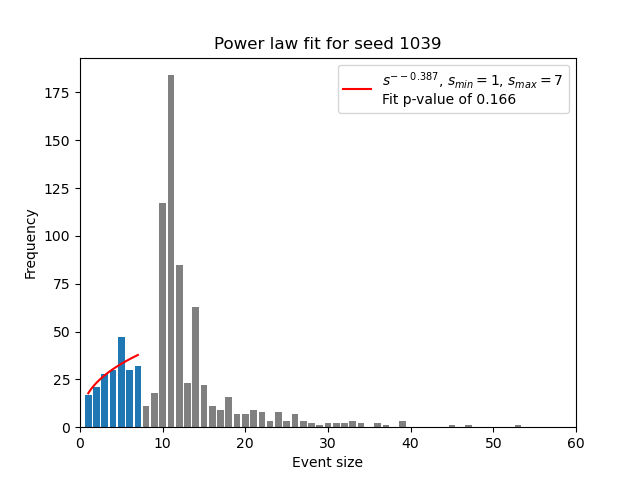 Power law fit for seed 1039
s^{--0.387}, s_{min} = 1, s_{max} = 7
Fit p-value of 0.166
Frequency
175
150
125
100
75
50
25
0
0 10 20 30 40 50 60
Event size